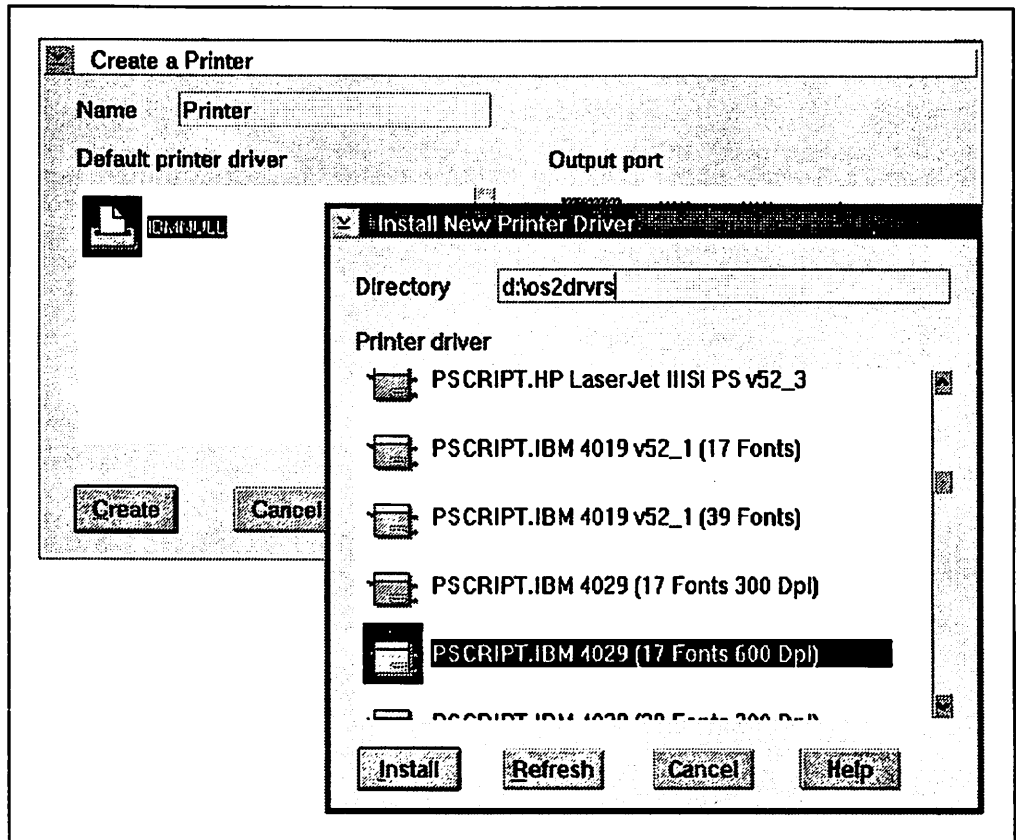 Create a Printer
Name Printer
Default printer driver
Output port
IBMNULL
Install New Printer Driver
Directory d:\os2drvrs
Printer driver
PSCRIPT.HP LaserJet IIISI PS v52_3
PSCRIPT.IBM 4019 v52_1 (17 Fonts)
PSCRIPT.IBM 4019 v52_1 (39 Fonts)
PSCRIPT.IBM 4029 (17 Fonts 300 DpI)
PSCRIPT.IBM 4029 (17 Fonts 600 DpI)
Create Cancel
Install Refresh Cancel Help